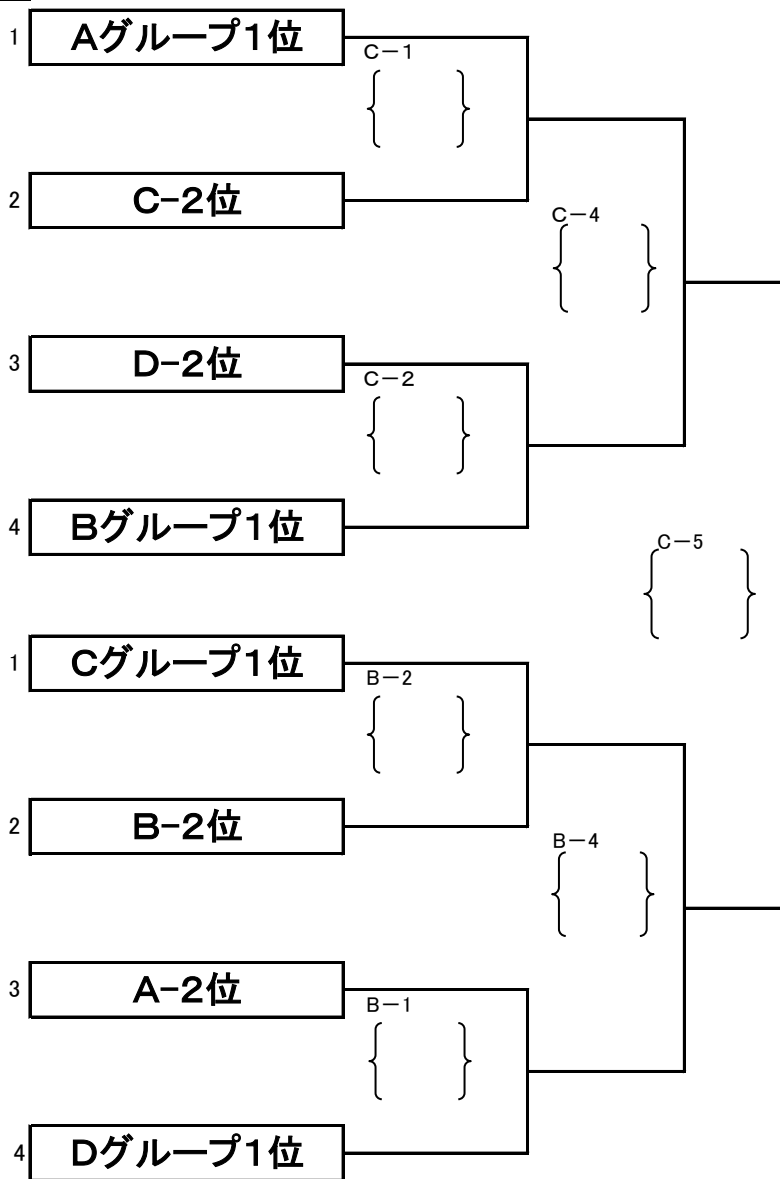 1 Aグループ1位
C-1
2 C-2位
C-4
3 D-2位
C-2
4 Bグループ1位
C-5
1 Cグループ1位
B-2
2 B-2位
B-4
3 A-2位
B-1
4 Dグループ1位